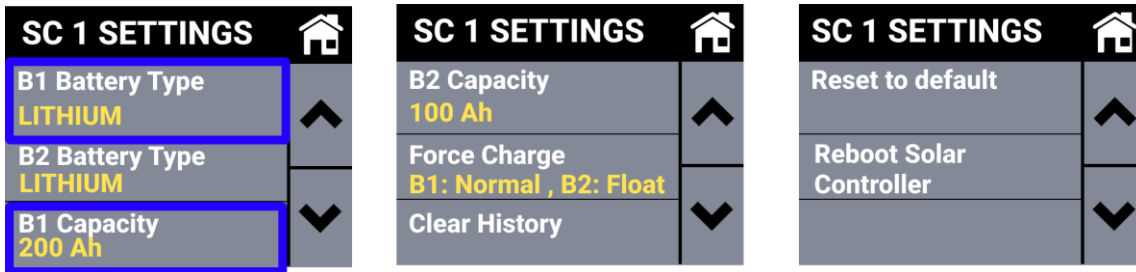 SC 1 SETTINGS
B1 Battery Type
LITHIUM
B2 Battery Type
LITHIUM
B1 Capacity
200 Ah
SC 1 SETTINGS
B2 Capacity
100 Ah
Force Charge
B1: Normal , B2: Float
Clear History
SC 1 SETTINGS
Reset to default
Reboot Solar
Controller